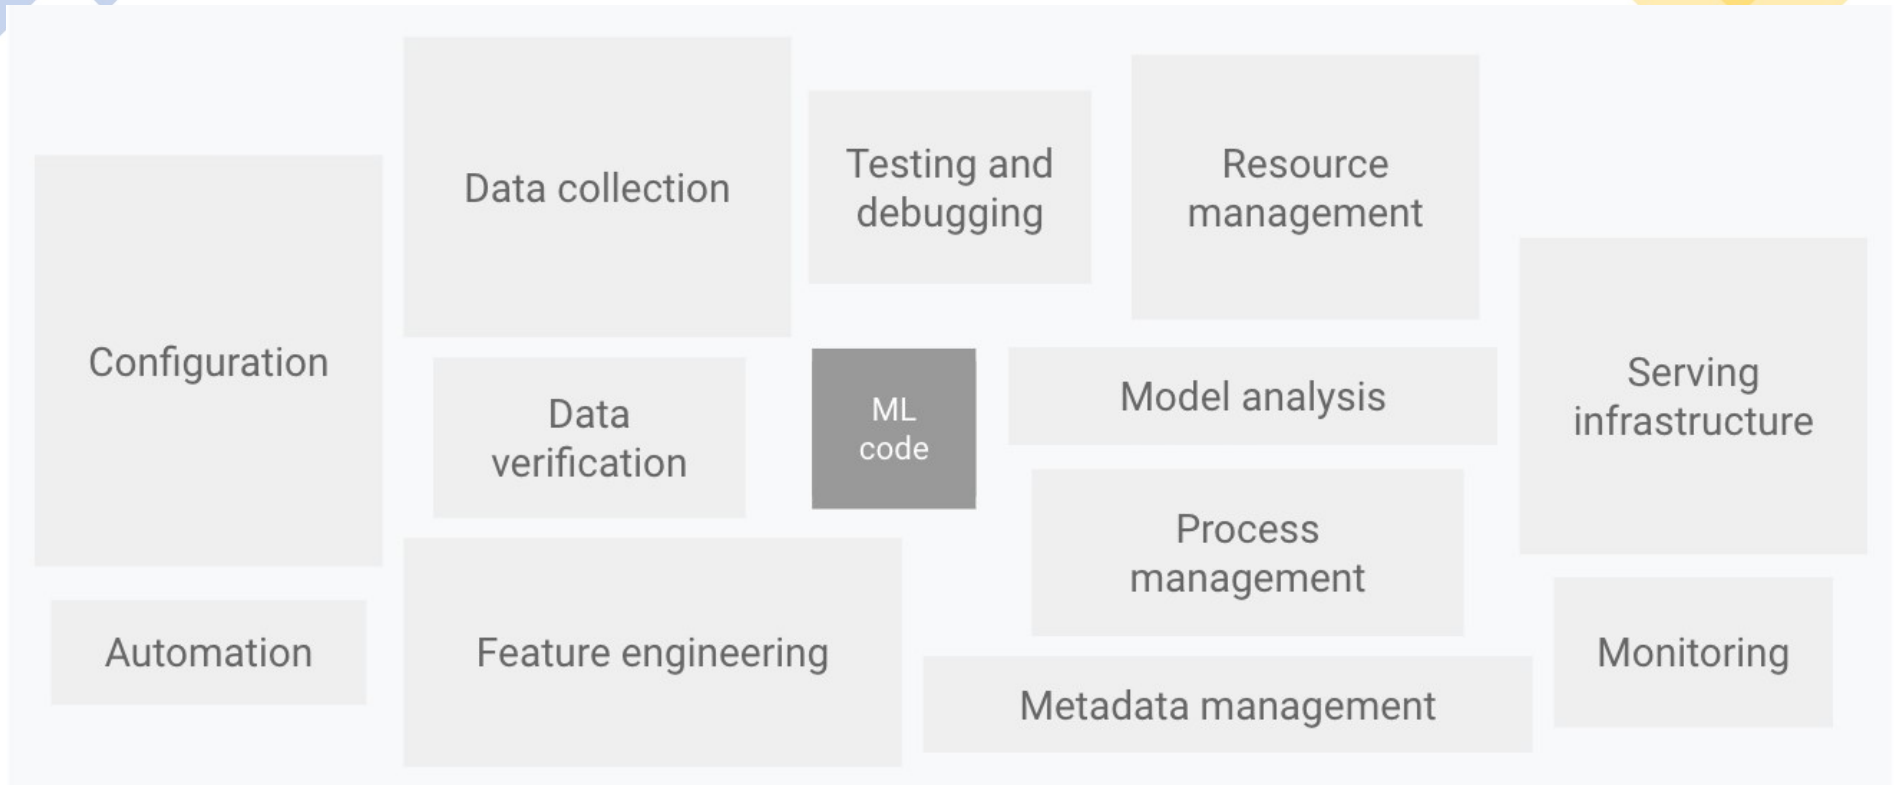 Data collection
Testing and
debugging
Resource
management
Configuration
Data
verification
ML
code
Model analysis
Serving
infrastructure
Process
management
Automation
Feature engineering
Metadata management
Monitoring